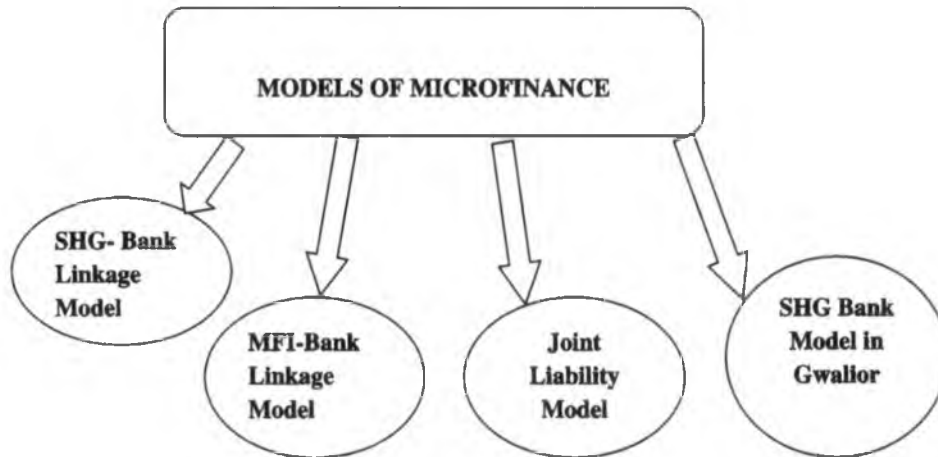 MODELS OF MICROFINANCE
SHG- Bank
Linkage
Model
MFI-Bank
Linkage
Model
Joint
Liability
Model
SHG Bank
Model in
Gwalior